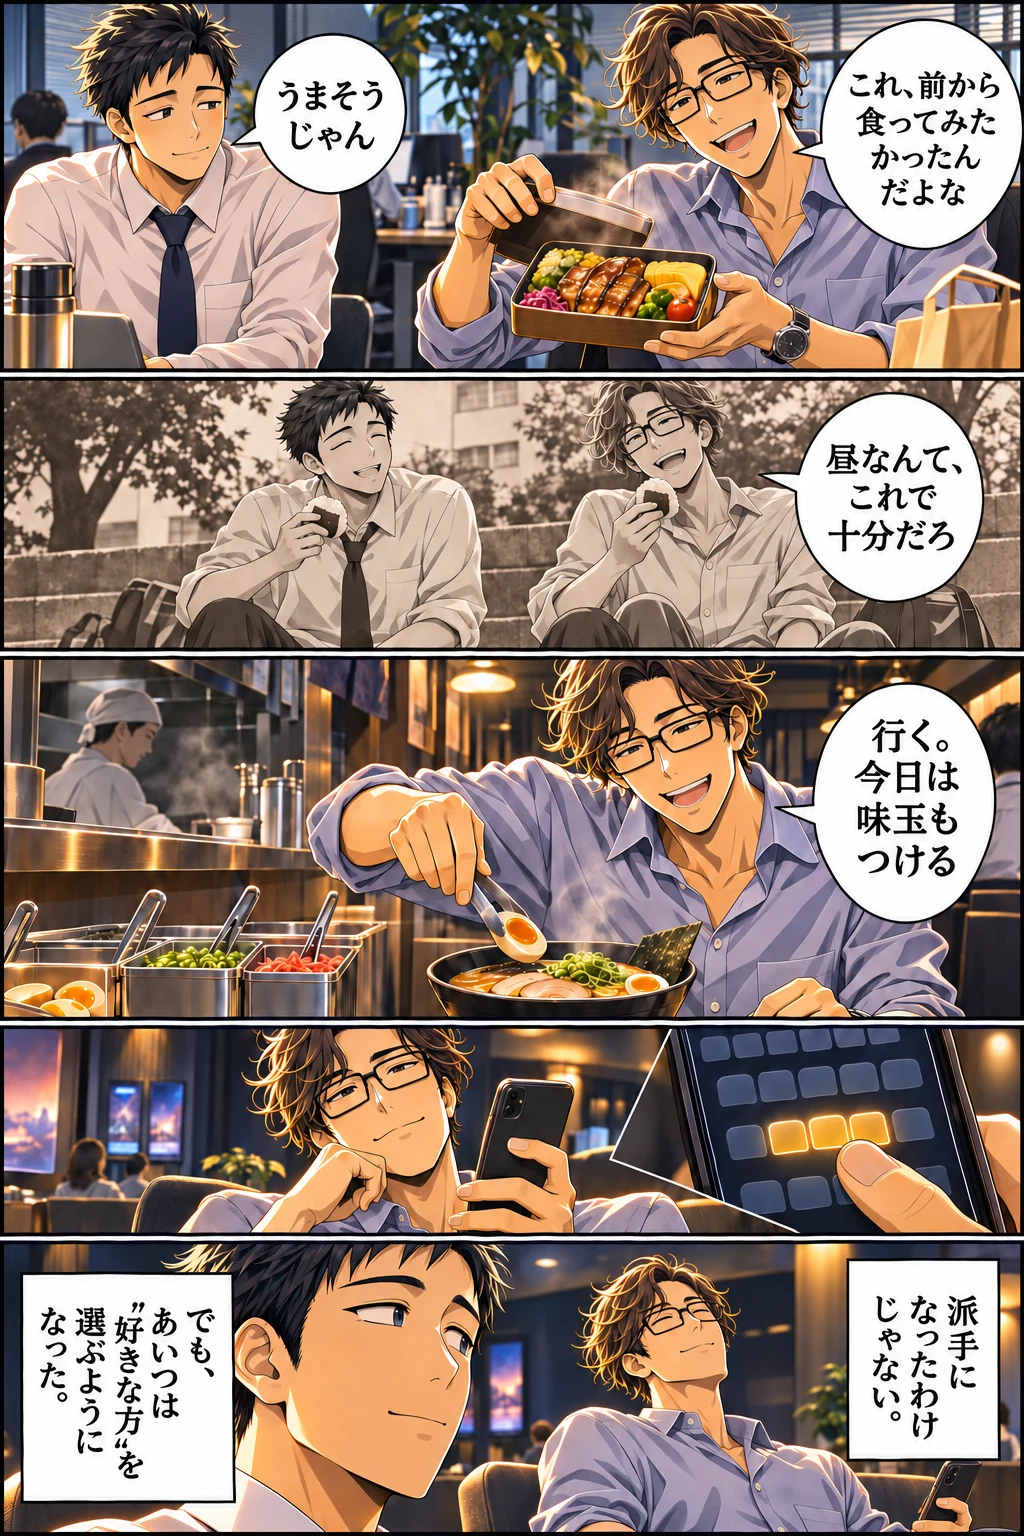 これ、前から
食ってみた
かったん
だよな
うまそう
じゃん
昼なんて、
これで
十分だろ
行く。
今日は
味玉も
つける
派手に
なったわけ
じゃない。
でも、
あいつは
〝好きな方〟を
選ぶように
なった。